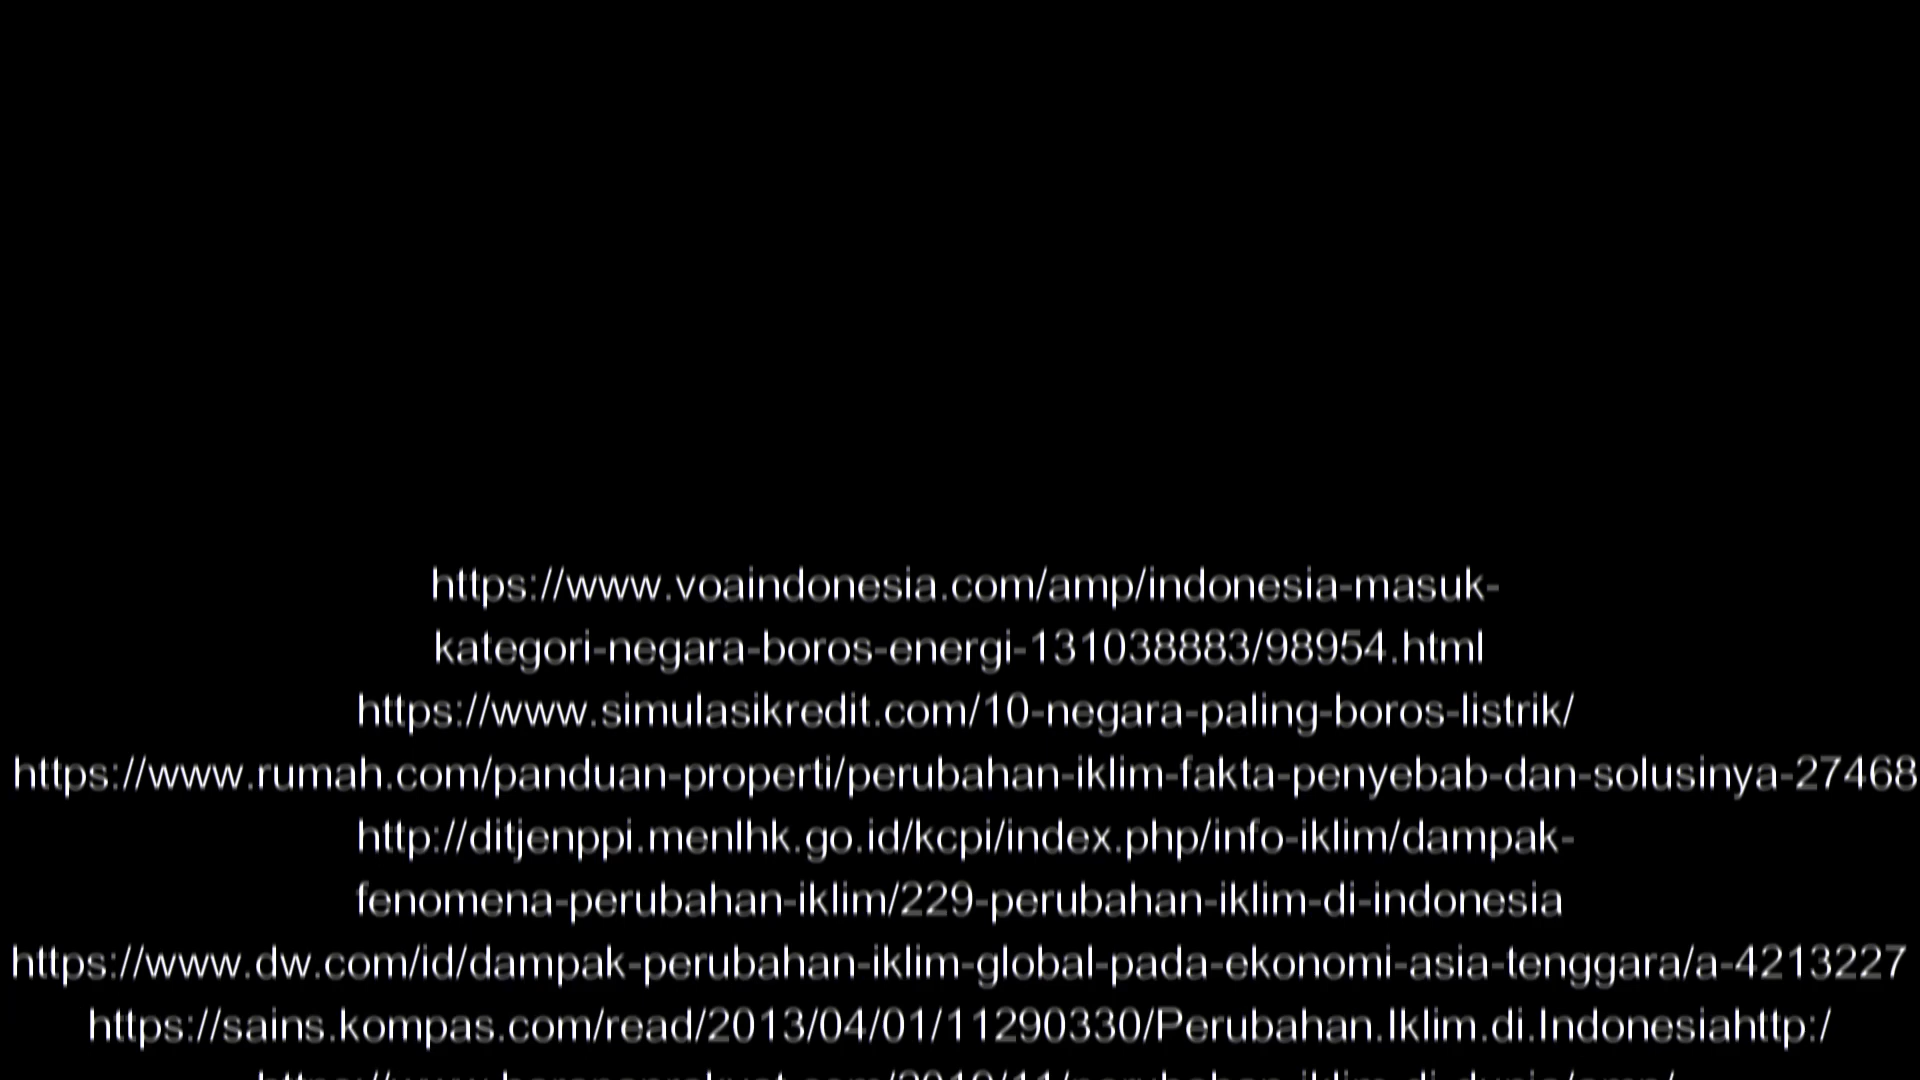 https://www.voaindonesia.com/amp/indonesia-masuk-
kategori-negara-boros-energi-131038883/98954.html
https://www.simulasikredit.com/10-negara-paling-boros-listrik/
https://www.rumah.com/panduan-properti/perubahan-iklim-fakta-penyebab-dan-solusinya-27468
http://ditjenppi.menlhk.go.id/kcpi/index.php/info-iklim/dampak-
fenomena-perubahan-iklim/229-perubahan-iklim-di-indonesia
https://www.dw.com/id/dampak-perubahan-iklim-global-pada-ekonomi-asia-tenggara/a-4213227
https://sains.kompas.com/read/2013/04/01/11290330/Perubahan.Iklim.di.Indonesiahttp:/